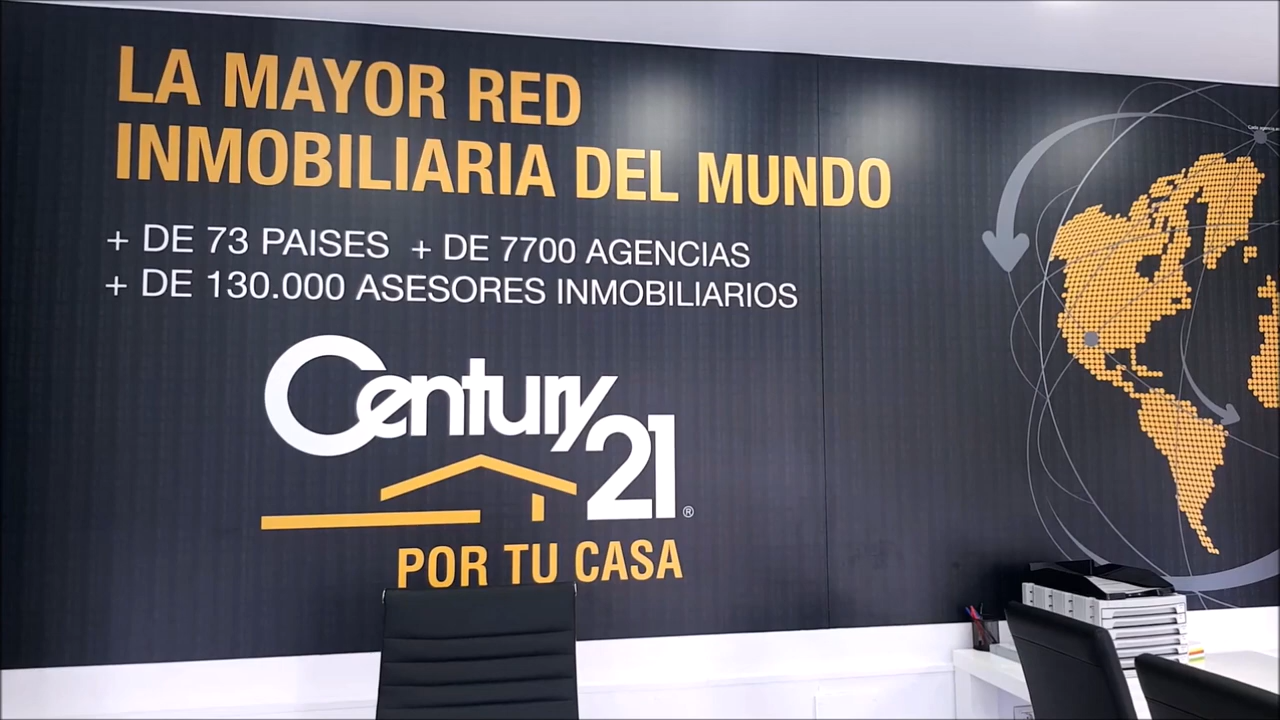 LA MAYOR RED
INMOBILIARIA DEL MUNDO
+ DE 73 PAISES + DE 7700 AGENCIAS
+ DE 130.000 ASESORES INMOBILIARIOS
Century
21®
POR TU CASA